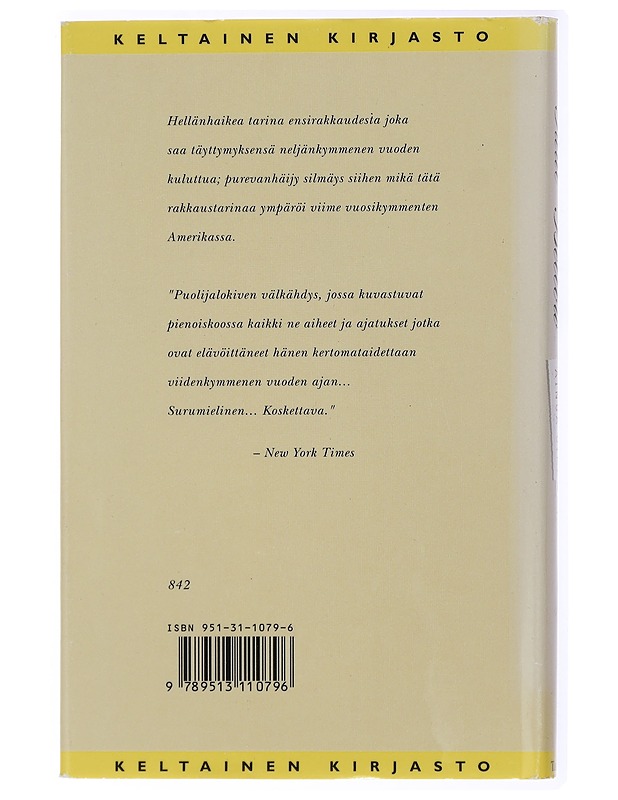 KELTAINEN KIRJASTO
Hellänhaikea tarina ensirakkaudesta joka
saa täyttymyksensä neljänkymmenen vuoden
kuluttua; purevanhäijy silmäys siihen mikä tätä
rakkaustarinaa ympäröi viime vuosikymmenten
Amerikassa.
"Puolijalokiven välkähdys, jossa kuvastuvat
pienoiskoossa kaikki ne aiheet ja ajatukset jotka
ovat elävöittäneet hänen kertomataidettaan
viidenkymmenen vuoden ajan...
Surumielinen... Koskettava."
– New York Times
842
ISBN 951-31-1079-6
9 789513 110796
KELTAINEN KIRJASTO